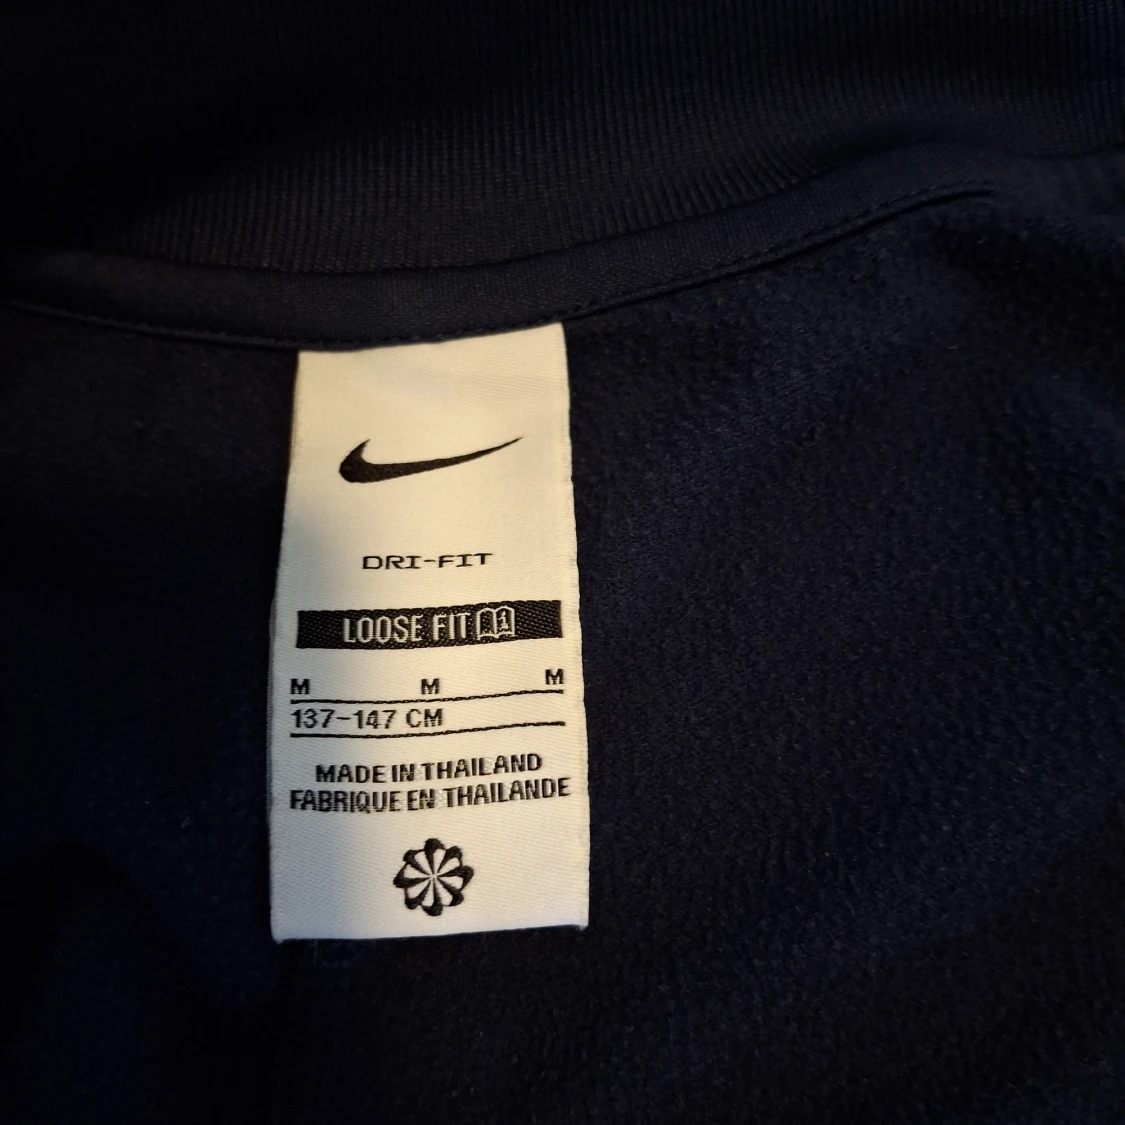 DRI-FIT
LOOSE FIT
M M M
137-147 CM
MADE IN THAILAND
FABRIQUE EN THAILANDE